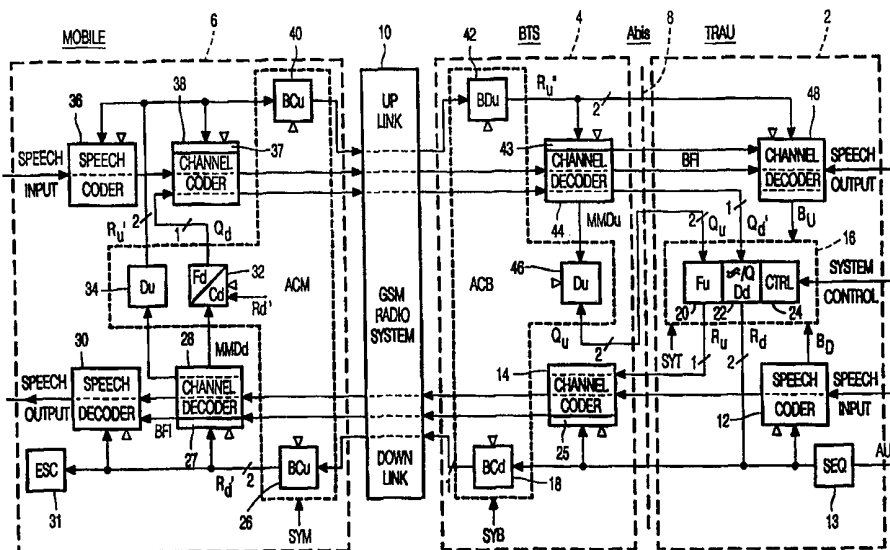 MOBILE 6 40 10 42 BTS 4 Abis 8 TRAU 2
36 38 BCu UP LINK BDu Ru" 2 48
SPEECH INPUT SPEECH CODER 37 CHANNEL CODER 43 CHANNEL DECODER BFI CHANNEL DECODER SPEECH OUTPUT
Ru' 2 1 Qd 44 MMDu 2 Qu 1 Qd' BU 16
34 Du Fd Cd 32 Rd' ACM GSM RADIO SYSTEM ACB 46 Du Fu /Q Dd CTRL SYSTEM CONTROL
20 22 24
30 28 MMDd Qu 2 Ru 1 Rd 2 SYT BD
SPEECH OUTPUT SPEECH DECODER CHANNEL DECODER 14 CHANNEL CODER 12 SPEECH CODER SPEECH INPUT
BFI 27 25
ESC Rd' 2 BCu DOWN LINK BCd SEQ AU
31 26 18 13
SYM SYB